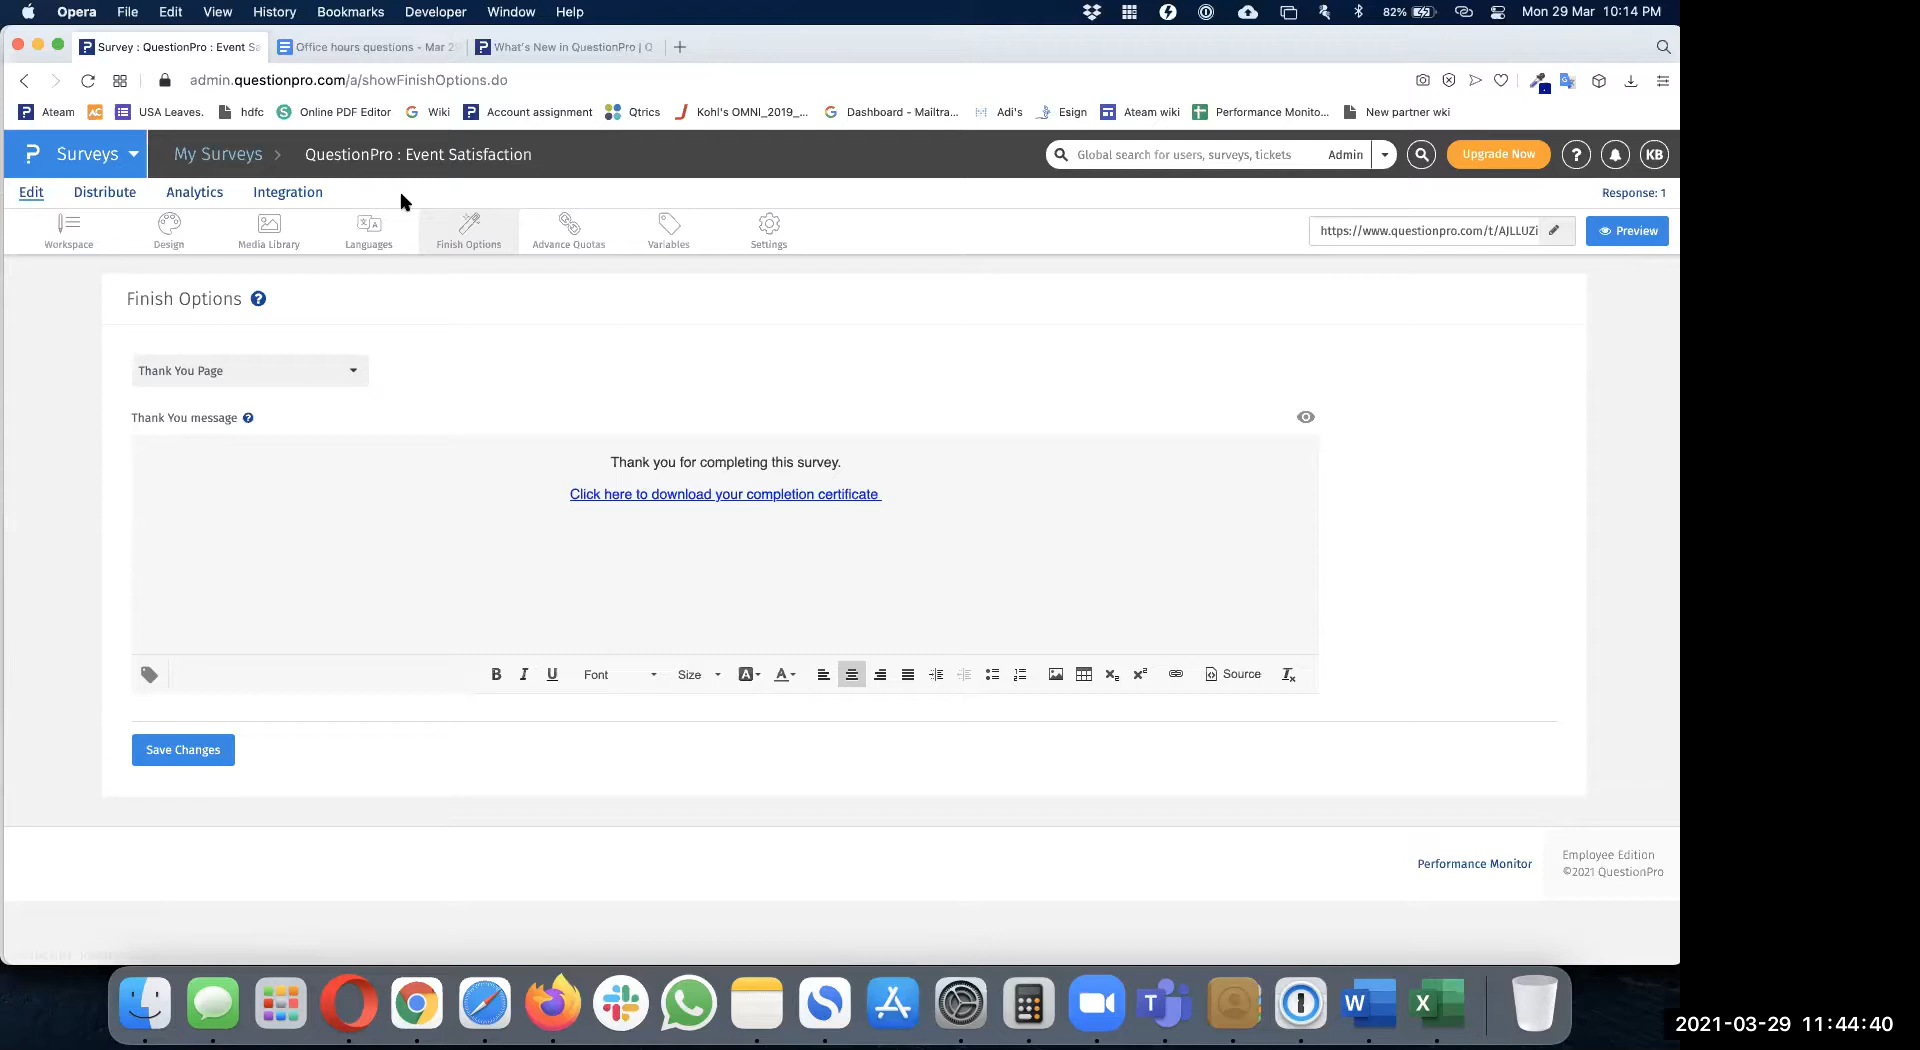 Opera File Edit View History Bookmarks Developer Window Help 82% Mon 29 Mar 10:14 PM
Survey : QuestionPro : Event Sa Office hours questions - Mar 2 What's New in QuestionPro | Q
admin.questionpro.com/a/showFinishOptions.do
Ateam USA Leaves. hdfc Online PDF Editor Wiki Account assignment Qtrics Kohl's OMNI_2019_... Dashboard - Mailtra... Adi's Esign Ateam wiki Performance Monito... New partner wki
Surveys My Surveys > QuestionPro : Event Satisfaction Global search for users, surveys, tickets Admin Upgrade Now ? KB
Edit Distribute Analytics Integration Response: 1
Workspace Design Media Library Languages Finish Options Advance Quotas Variables Settings https://www.questionpro.com/t/AJLLUZi Preview
Finish Options ?
Thank You Page
Thank You message ?
Thank you for completing this survey.
Click here to download your completion certificate
B I U Font Size A A Source
Save Changes
Performance Monitor
Employee Edition
©2021 QuestionPro
2021-03-29 11:44:40